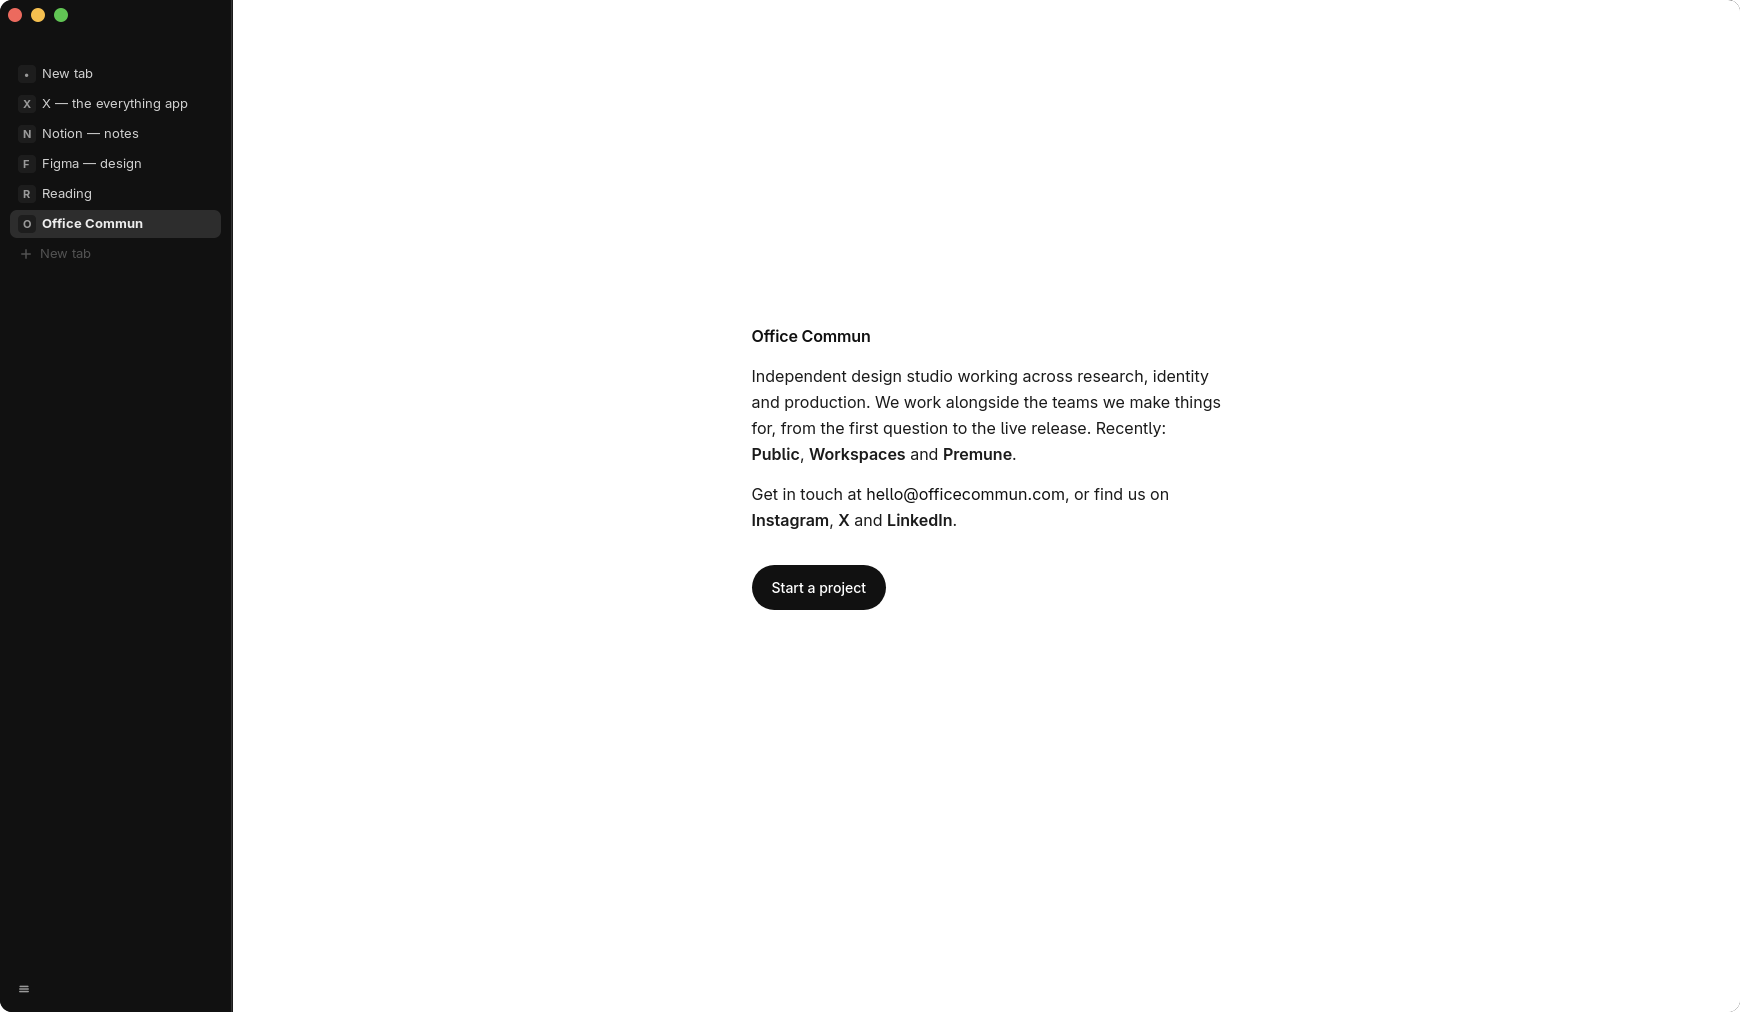 New tab
X X — the everything app
N Notion — notes
F Figma — design
R Reading
O Office Commun
+ New tab
Office Commun
Independent design studio working across research, identity
and production. We work alongside the teams we make things
for, from the first question to the live release. Recently:
Public, Workspaces and Premune.
Get in touch at hello@officecommun.com, or find us on
Instagram, X and LinkedIn.
Start a project